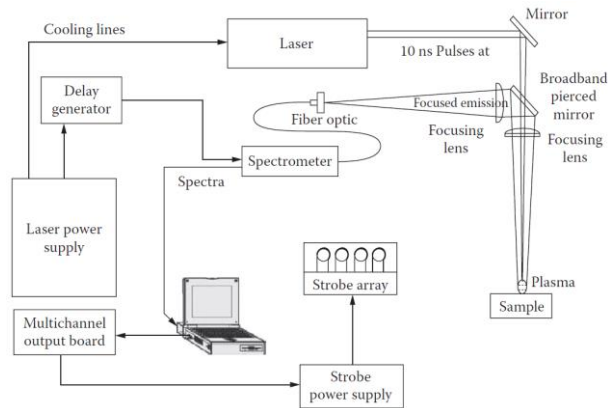 Cooling lines
Laser
10 ns Pulses at
Mirror
Delay
generator
Fiber optic
Focused emission
Broadband
pierced
mirror
Focusing
lens
Focusing
lens
Spectrometer
Spectra
Laser power
supply
Strobe array
Plasma
Sample
Multichannel
output board
Strobe
power supply